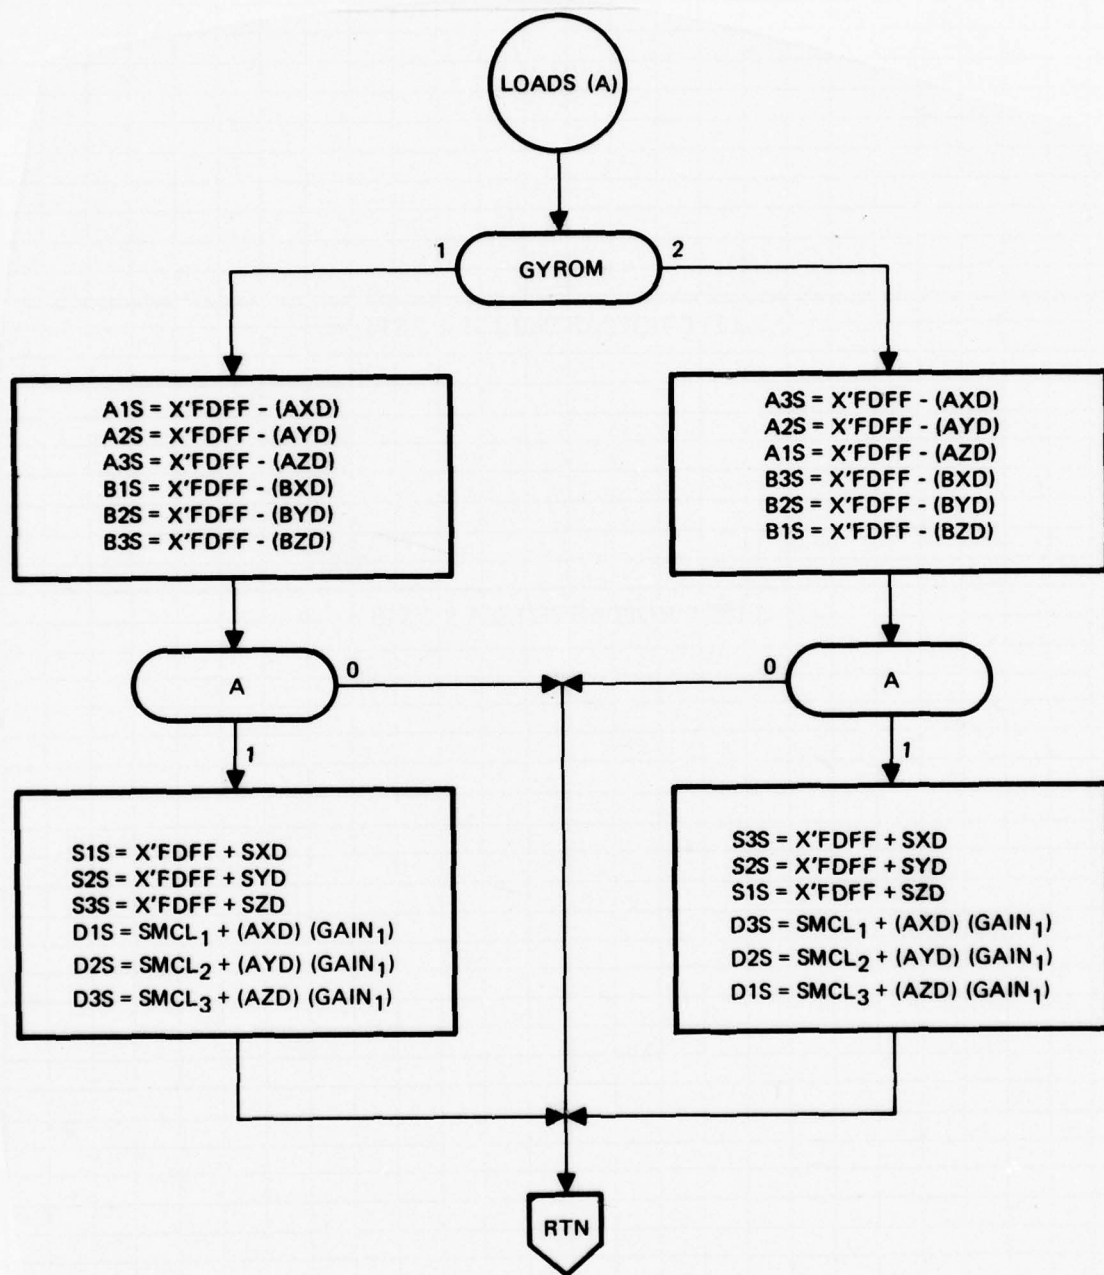 LOADS (A)
1
GYROM
2
A1S = X'FDFF - (AXD)
A2S = X'FDFF - (AYD)
A3S = X'FDFF - (AZD)
B1S = X'FDFF - (BXD)
B2S = X'FDFF - (BYD)
B3S = X'FDFF - (BZD)
A3S = X'FDFF - (AXD)
A2S = X'FDFF - (AYD)
A1S = X'FDFF - (AZD)
B3S = X'FDFF - (BXD)
B2S = X'FDFF - (BYD)
B1S = X'FDFF - (BZD)
A
0
0
A
1
1
S1S = X'FDFF + SXD
S2S = X'FDFF + SYD
S3S = X'FDFF + SZD
D1S = SMCL₁ + (AXD) (GAIN₁)
D2S = SMCL₂ + (AYD) (GAIN₁)
D3S = SMCL₃ + (AZD) (GAIN₁)
S3S = X'FDFF + SXD
S2S = X'FDFF + SYD
S1S = X'FDFF + SZD
D3S = SMCL₁ + (AXD) (GAIN₁)
D2S = SMCL₂ + (AYD) (GAIN₁)
D1S = SMCL₃ + (AZD) (GAIN₁)
RTN